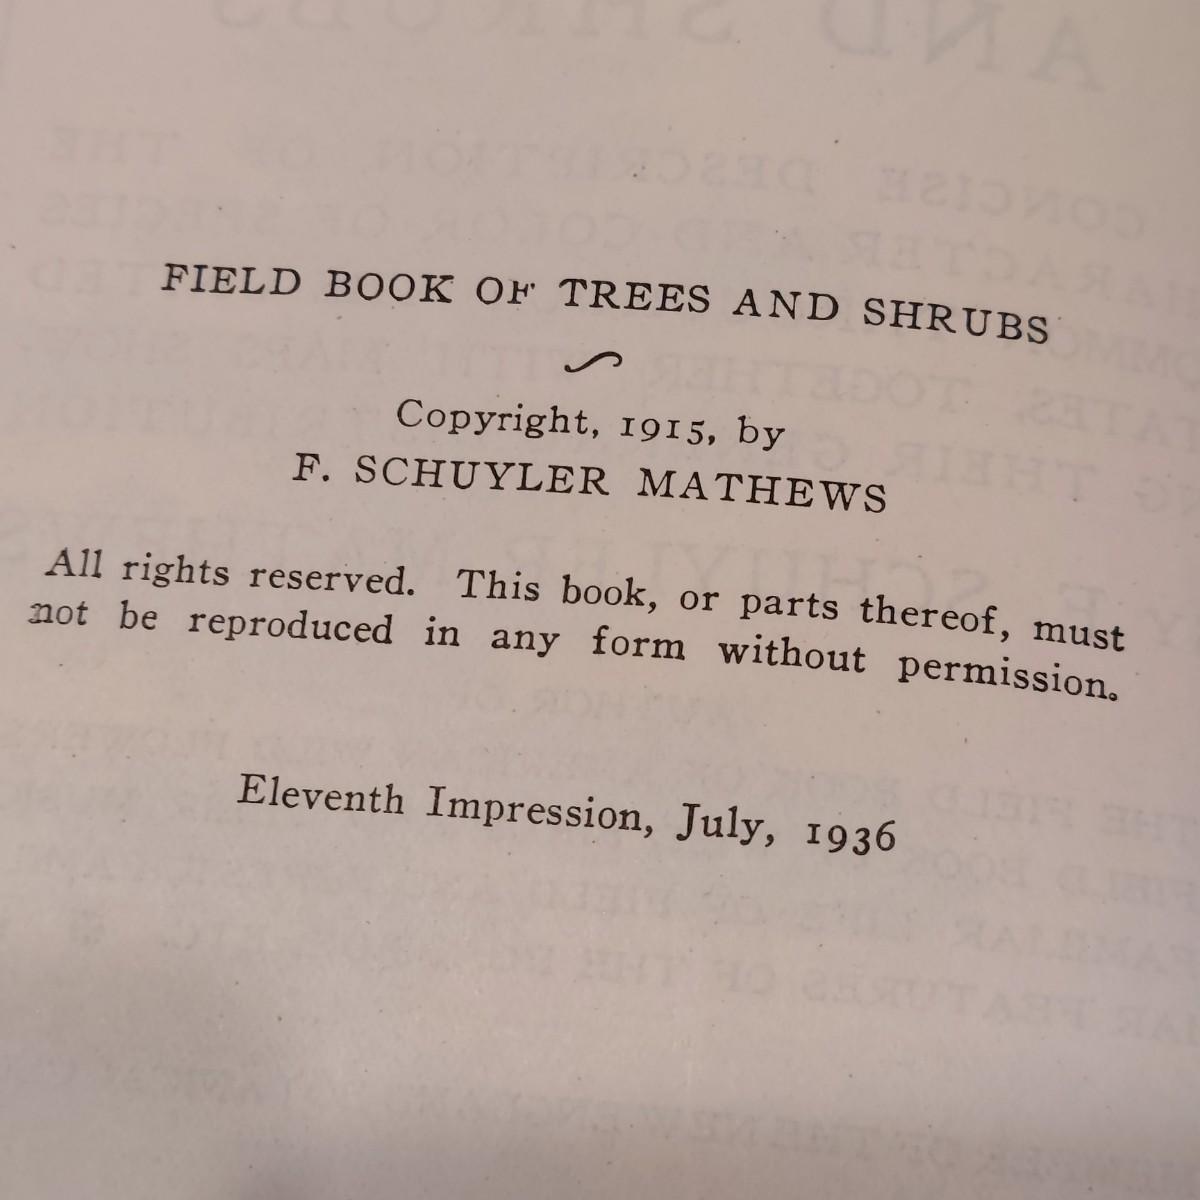 FIELD BOOK OF TREES AND SHRUBS
Copyright, 1915, by
F. SCHUYLER MATHEWS
All rights reserved. This book, or parts thereof, must
not be reproduced in any form without permission.
Eleventh Impression, July, 1936